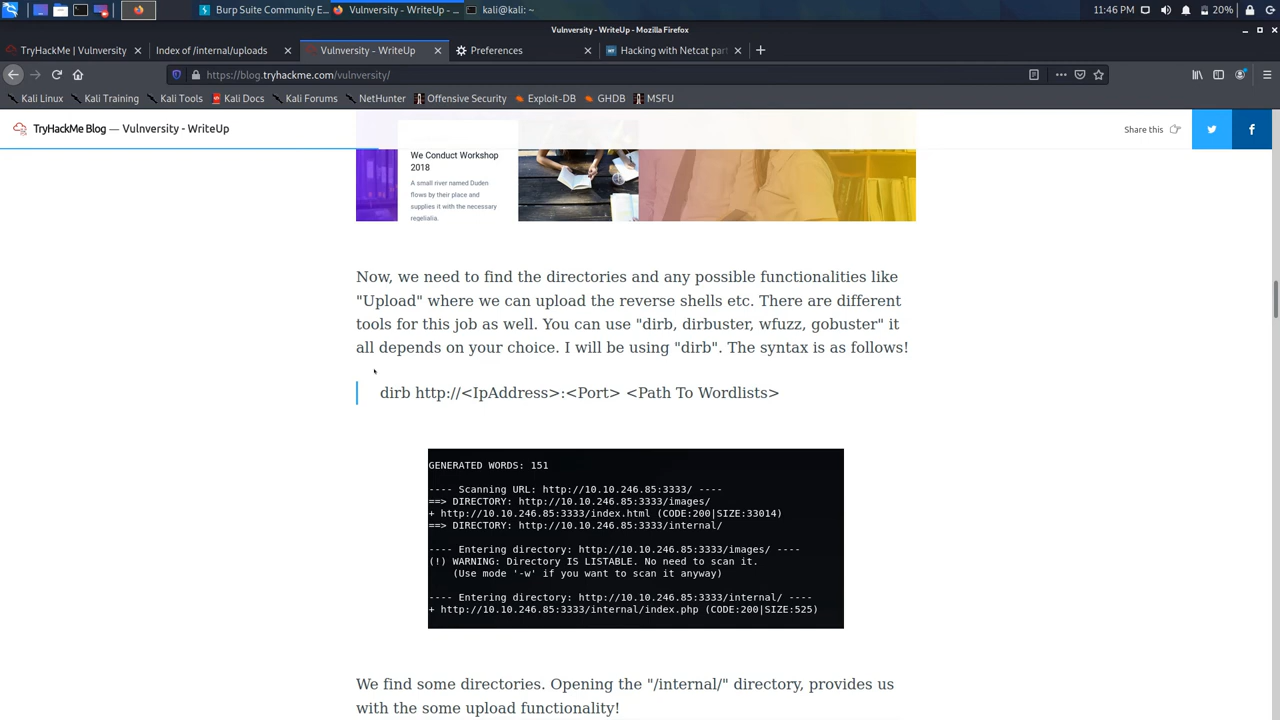 Burp Suite Community E...
Vulnversity - WriteUp - ...
kali@kali: ~
11:46 PM
20%
Vulnversity - WriteUp - Mozilla Firefox
TryHackMe | Vulnversity
Index of /internal/uploads
Vulnversity - WriteUp
Preferences
Hacking with Netcat part
https://blog.tryhackme.com/vulnversity/
Kali Linux
Kali Training
Kali Tools
Kali Docs
Kali Forums
NetHunter
Offensive Security
Exploit-DB
GHDB
MSFU
TryHackMe Blog — Vulnversity - WriteUp
Share this
We Conduct Workshop
2018
A small river named Duden
flows by their place and
supplies it with the necessary
regelialia.
Now, we need to find the directories and any possible functionalities like
"Upload" where we can upload the reverse shells etc. There are different
tools for this job as well. You can use "dirb, dirbuster, wfuzz, gobuster" it
all depends on your choice. I will be using "dirb". The syntax is as follows!
dirb http://<IpAddress>:<Port> <Path To Wordlists>
GENERATED WORDS: 151
---- Scanning URL: http://10.10.246.85:3333/ ----
==> DIRECTORY: http://10.10.246.85:3333/images/
+ http://10.10.246.85:3333/index.html (CODE:200|SIZE:33014)
==> DIRECTORY: http://10.10.246.85:3333/internal/
---- Entering directory: http://10.10.246.85:3333/images/ ----
(!) WARNING: Directory IS LISTABLE. No need to scan it.
(Use mode '-w' if you want to scan it anyway)
---- Entering directory: http://10.10.246.85:3333/internal/ ----
+ http://10.10.246.85:3333/internal/index.php (CODE:200|SIZE:525)
We find some directories. Opening the "/internal/" directory, provides us
with the some upload functionality!